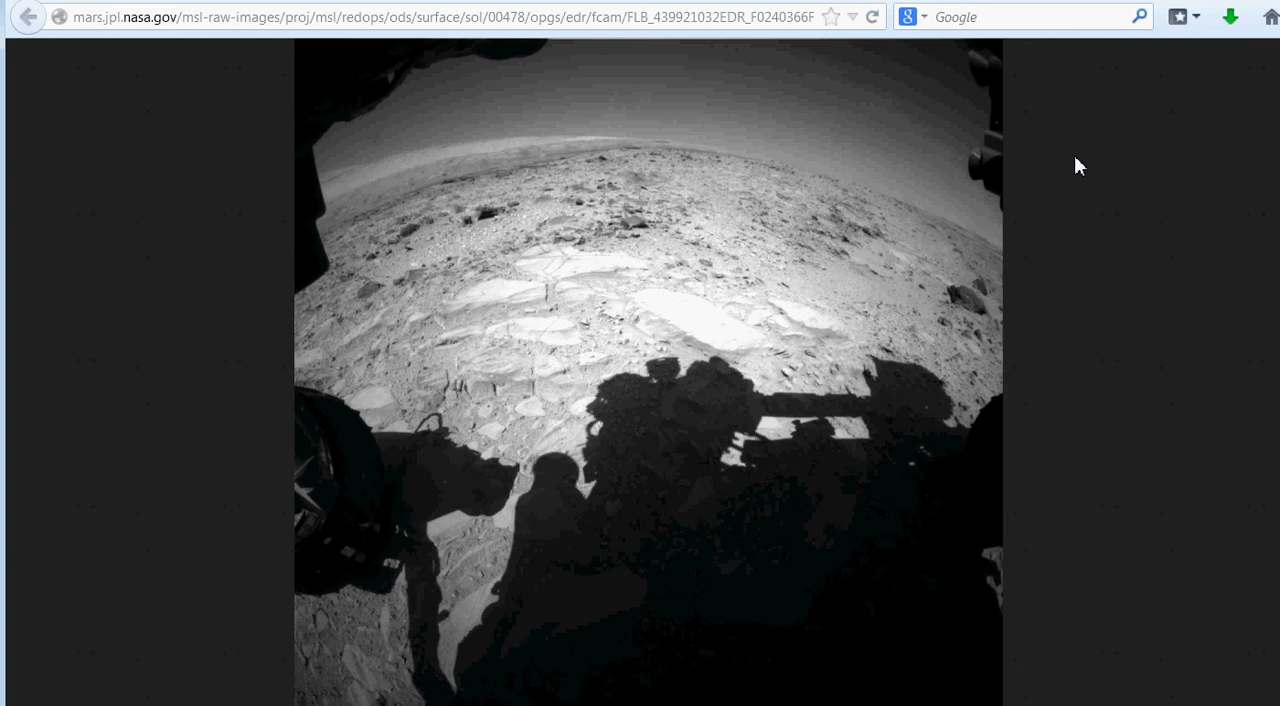 mars.jpl.nasa.gov/msl-raw-images/proj/msl/redops/ods/surface/sol/00478/opgs/edr/fcam/FLB_439921032EDR_F0240366F
8
Google